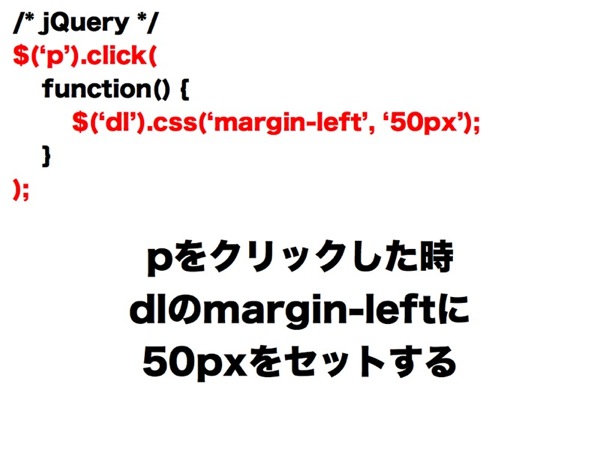 /* jQuery */
$(‘p’).click(
function() {
$(‘dl’).css(‘margin-left’, ‘50px’);
}
);
pをクリックした時
dlのmargin-leftに
50pxをセットする